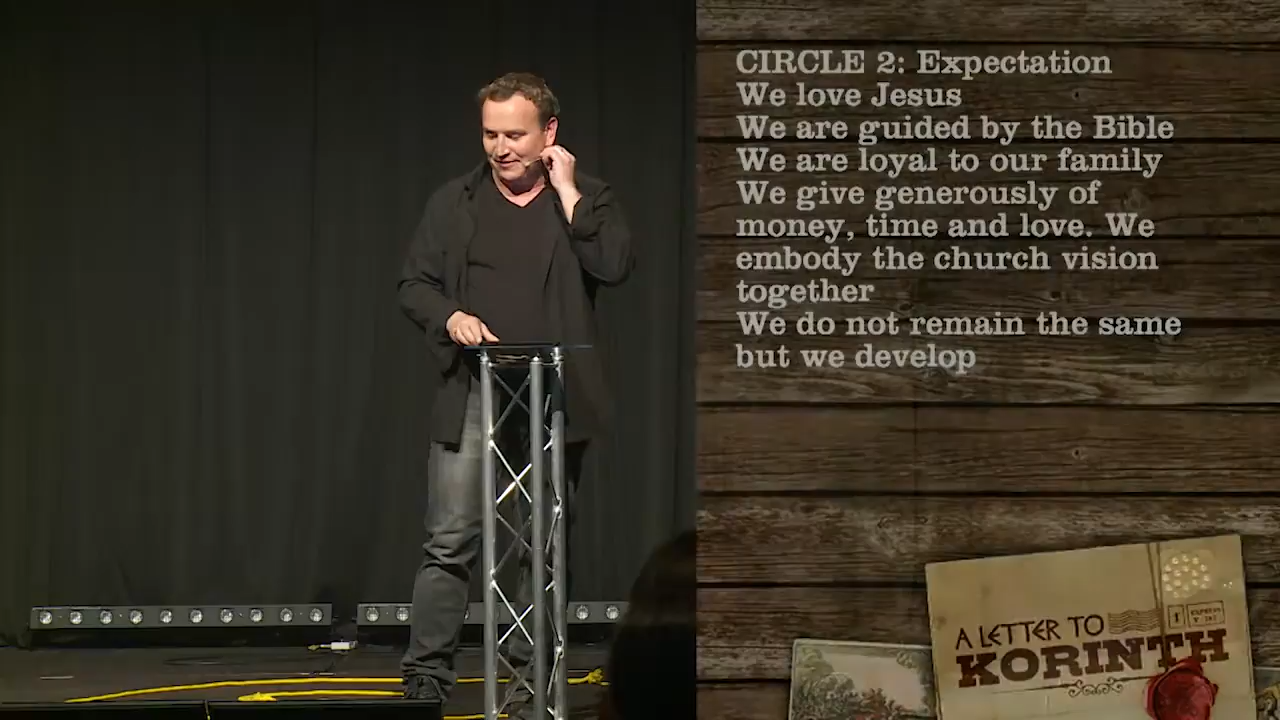 CIRCLE 2: Expectation
We love Jesus
We are guided by the Bible
We are loyal to our family
We give generously of
money, time and love. We
embody the church vision
together
We do not remain the same
but we develop
A LETTER TO
KORINTH